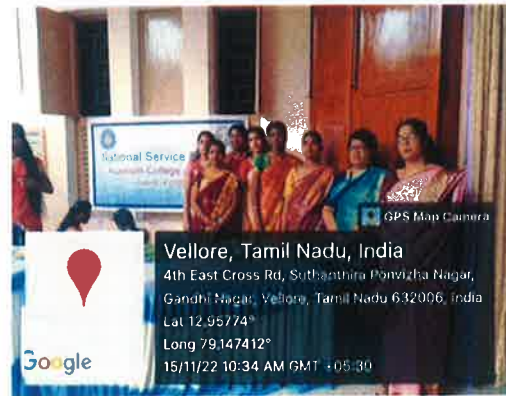 National Service
College
GPS Map Camera
Vellore, Tamil Nadu, India
4th East Cross Rd, Suthanthira Ponvizha Nagar,
Gandhi Nagar, Vellore, Tamil Nadu 632006, India
Lat 12.95774°
Long 79.147412°
15/11/22 10:34 AM GMT +05:30
Google